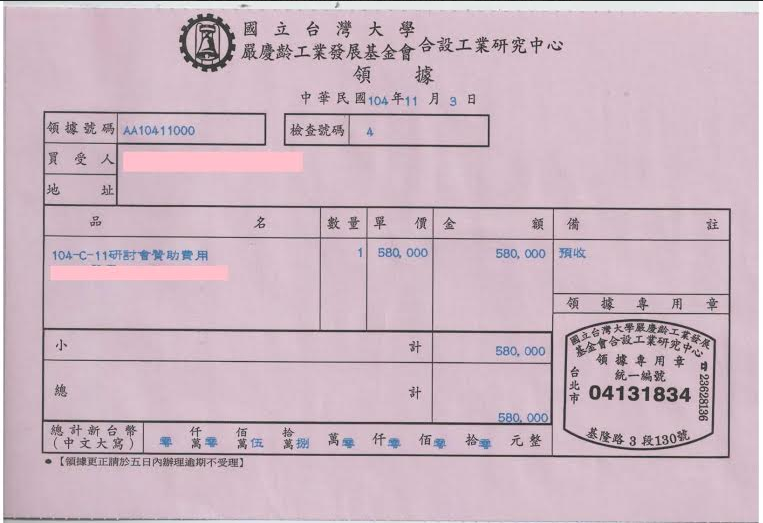 國立台灣大學
嚴慶齡工業發展基金會合設工業研究中心
領據
中華民國104年11月3日
領據號碼 AA10411000 檢查號碼 4
買受人
地址
品名 數量 單價 金額 備註
104-C-11研討會贊助費用 1 580,000 580,000 預收
領據專用章
小計 580,000
總計 580,000
國立台灣大學嚴慶齡工業發展
基金會合設工業研究中心
領據專用章
統一編號
04131834
台北市
☎23628136
基隆路3段130號
總計新台幣
(中文大寫) 零仟萬零佰萬伍拾萬捌萬零仟零佰零拾零元整
●【領據更正請於五日內辦理逾期不受理】